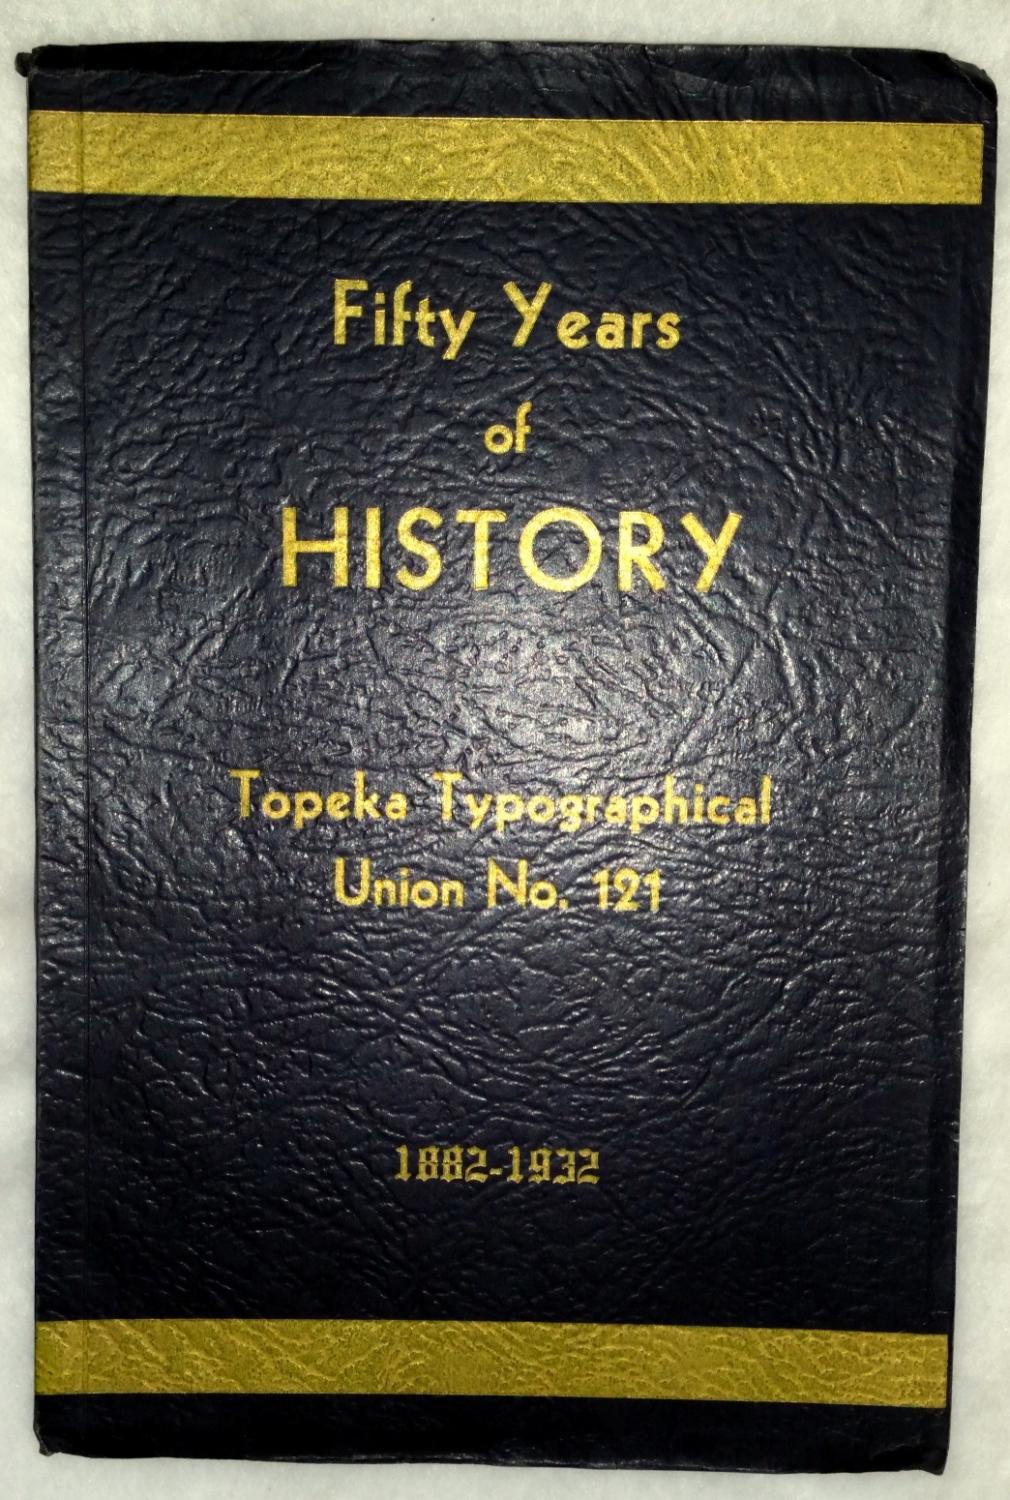 Fifty Years
of
HISTORY
Topeka Typographical
Union No. 121
1882-1932